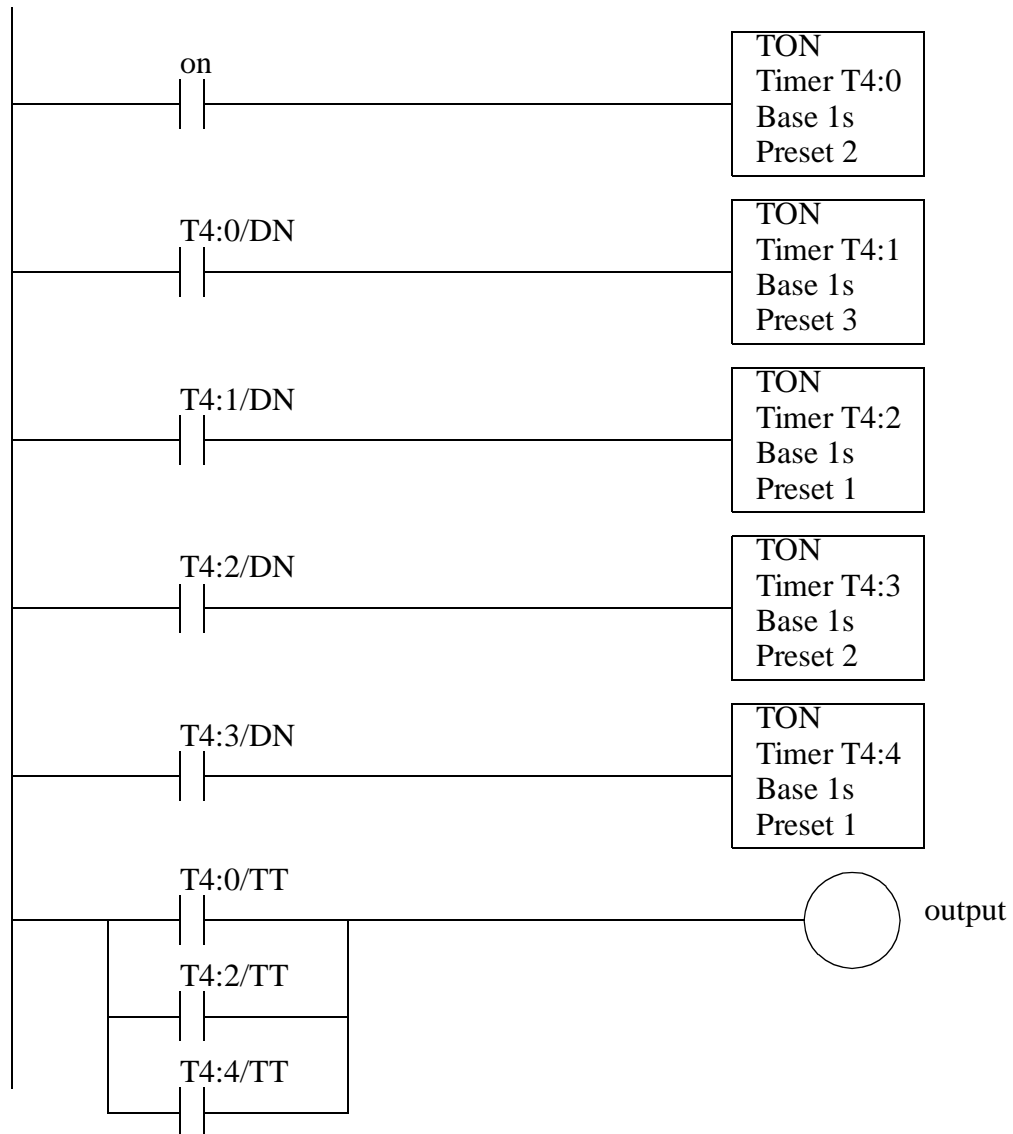 on
TON
Timer T4:0
Base 1s
Preset 2
T4:0/DN
TON
Timer T4:1
Base 1s
Preset 3
T4:1/DN
TON
Timer T4:2
Base 1s
Preset 1
T4:2/DN
TON
Timer T4:3
Base 1s
Preset 2
T4:3/DN
TON
Timer T4:4
Base 1s
Preset 1
T4:0/TT
output
T4:2/TT
T4:4/TT